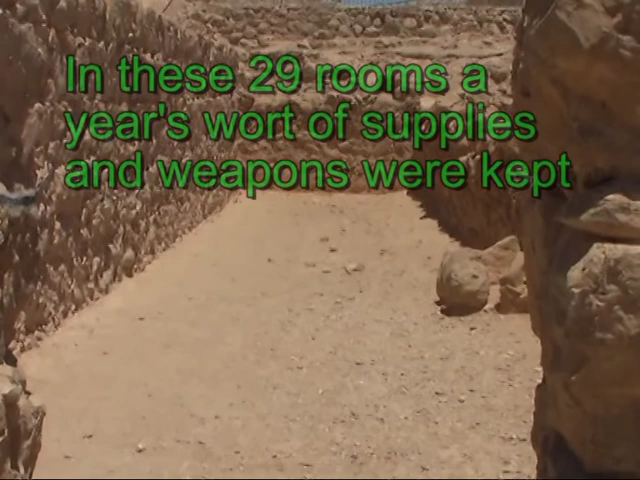 In these 29 rooms a
year's wort of supplies
and weapons were kept